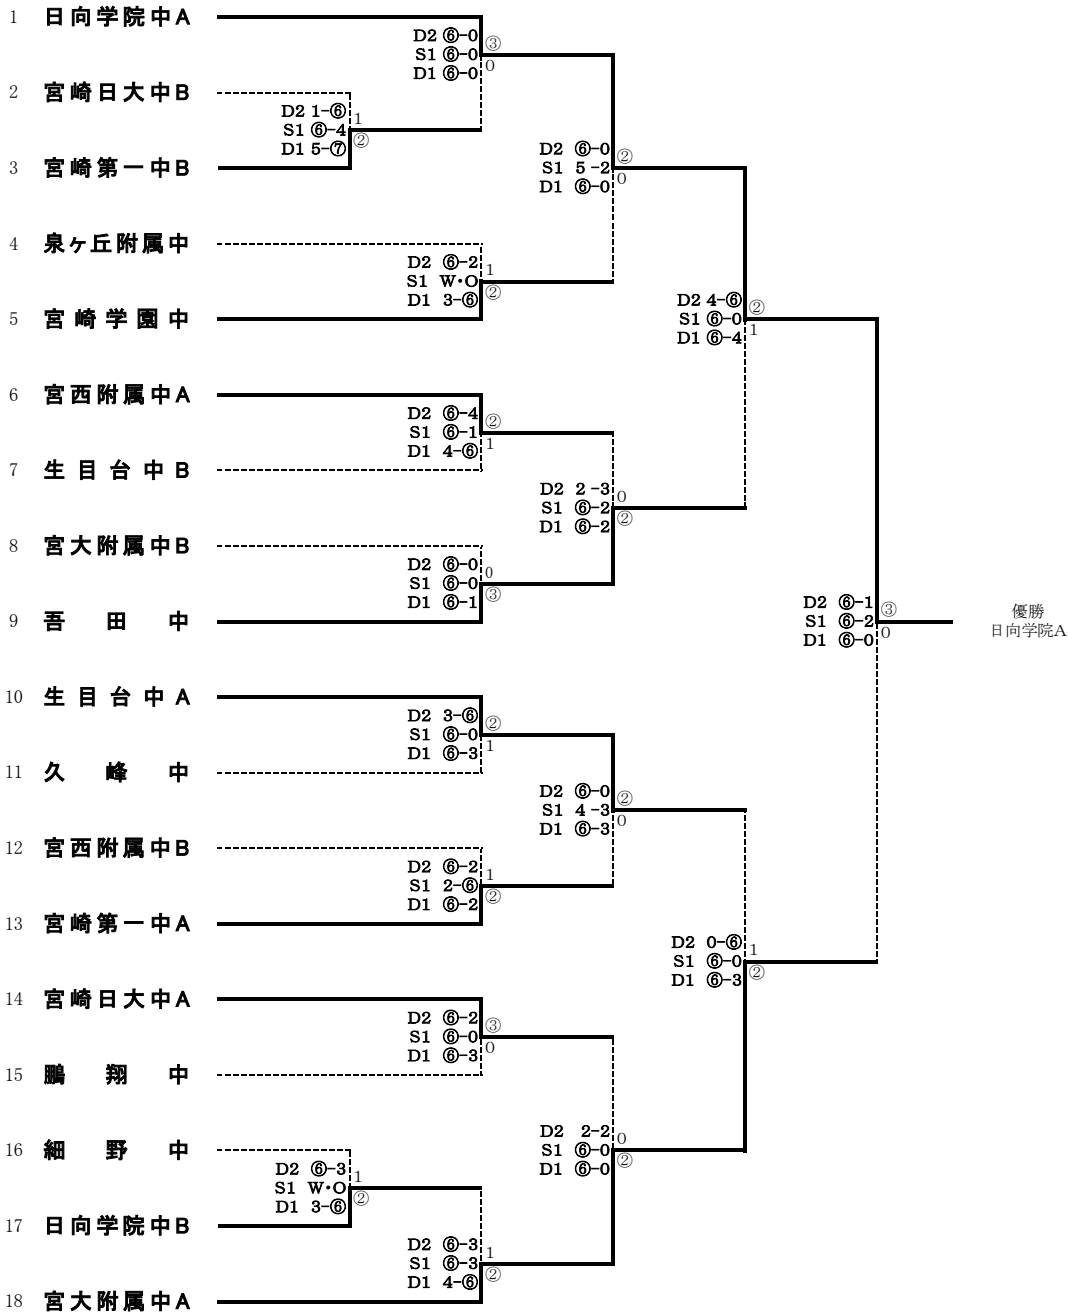 1 日向学院中A
D2 ⑥-0
③
S1 ⑥-0
0
D1 ⑥-0
2 宮崎日大中B
D2 1-⑥
1
S1 ⑥-4
②
D1 5-⑦
3 宮崎第一中B
D2 ⑥-0
②
S1 5-2
0
D1 ⑥-0
4 泉ヶ丘附属中
D2 ⑥-2
1
S1 W・O
②
D1 3-⑥
5 宮崎学園中
D2 4-⑥
②
S1 ⑥-0
1
D1 ⑥-4
6 宮西附属中A
D2 ⑥-4
②
S1 ⑥-1
1
D1 4-⑥
7 生目台中B
D2 2-3
0
S1 ⑥-2
②
D1 ⑥-2
8 宮大附属中B
D2 ⑥-0
0
S1 ⑥-0
③
D1 ⑥-1
9 吾田中
D2 ⑥-1
③
S1 ⑥-2
0
D1 ⑥-0
優勝
日向学院A
10 生目台中A
D2 3-⑥
②
S1 ⑥-0
1
D1 ⑥-3
11 久峰中
D2 ⑥-0
②
S1 4-3
0
D1 ⑥-3
12 宮西附属中B
D2 ⑥-2
1
S1 2-⑥
②
D1 ⑥-2
13 宮崎第一中A
D2 0-⑥
1
S1 ⑥-0
②
D1 ⑥-3
14 宮崎日大中A
D2 ⑥-2
③
S1 ⑥-0
0
D1 ⑥-3
15 鵬翔中
D2 2-2
0
S1 ⑥-0
②
D1 ⑥-0
16 細野中
D2 ⑥-3
1
S1 W・O
②
D1 3-⑥
17 日向学院中B
D2 ⑥-3
1
S1 ⑥-3
②
D1 4-⑥
18 宮大附属中A